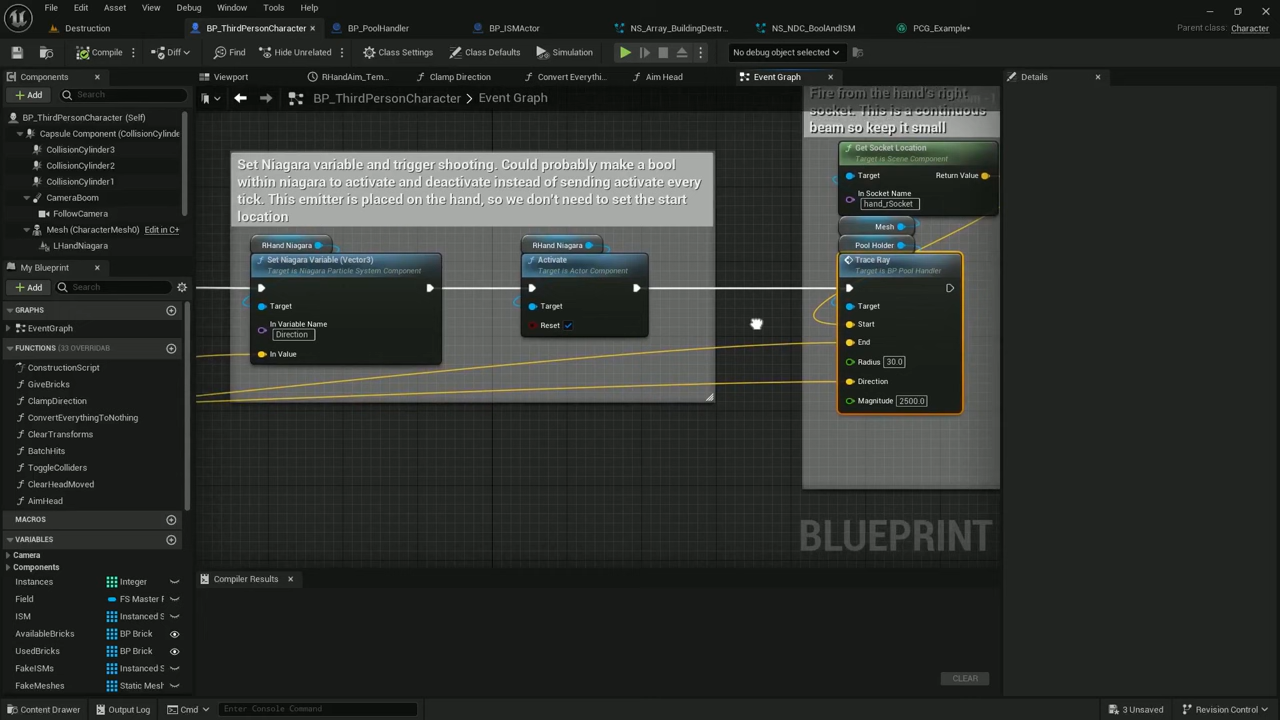 File Edit Asset View Debug Window Tools Help
Destruction BP_ThirdPersonCharacter BP_PoolHandler BP_ISMActor NS_Array_BuildingDestr... NS_NDC_BoolAndISM PCG_Example* Parent class: Character
Compile Diff Find Hide Unrelated Class Settings Class Defaults Simulation No debug object selected
Components Viewport RHandAim_Tem... Clamp Direction Convert Everythi... Aim Head Event Graph Details
Add Search
BP_ThirdPersonCharacter > Event Graph
BP_ThirdPersonCharacter (Self)
Capsule Component (CollisionCylinde
CollisionCylinder3
CollisionCylinder2
CollisionCylinder1
CameraBoom
FollowCamera
Mesh (CharacterMesh0) Edit in C+
LHandNiagara
My Blueprint
Add Search
GRAPHS
EventGraph
FUNCTIONS (33 OVERRIDAB
ConstructionScript
GiveBricks
ClampDirection
ConvertEverythingToNothing
ClearTransforms
BatchHits
ToggleColliders
ClearHeadMoved
AimHead
MACROS
VARIABLES
Camera
Components
Instances Integer
Field FS Master F
ISM Instanced S
AvailableBricks BP Brick
UsedBricks BP Brick
FakeISMs Instanced S
FakeMeshes Static Mesh
Set Niagara variable and trigger shooting. Could probably make a bool
within niagara to activate and deactivate instead of sending activate every
tick. This emitter is placed on the hand, so we don't need to set the start
location
RHand Niagara
Set Niagara Variable (Vector3)
Target is Niagara Particle System Component
Target
In Variable Name
Direction
In Value
RHand Niagara
Activate
Target is Actor Component
Target
Reset
Fire from the hand's right
socket. This is a continuous
beam so keep it small
Get Socket Location
Target is Scene Component
Target Return Value
In Socket Name
hand_rSocket
Mesh
Pool Holder
Trace Ray
Target is BP Pool Handler
Target
Start
End
Radius 30.0
Direction
Magnitude 2500.0
BLUEPRINT
Compiler Results
CLEAR
Content Drawer Output Log Cmd Enter Console Command 3 Unsaved Revision Control